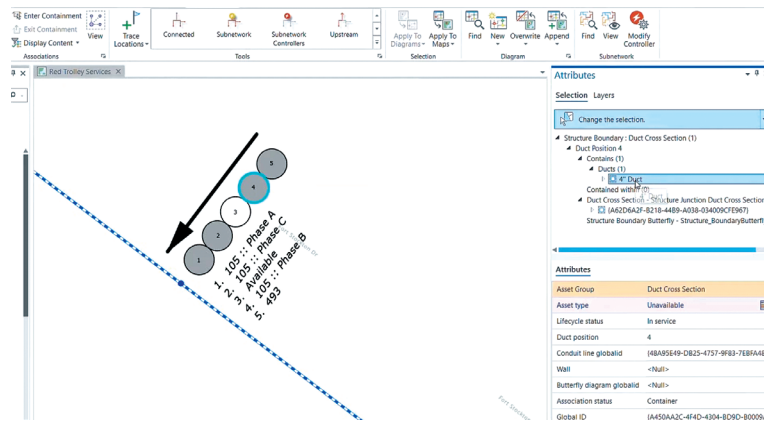 Enter Containment
Exit Containment
Display Content
View
Associations
Trace
Locations
Connected
Subnetwork
Subnetwork
Controllers
Upstream
Tools
Apply To
Diagrams
Apply To
Maps
Selection
Find
New
Overwrite
Append
Diagram
Find
View
Modify
Controller
Subnetwork
Red Trolley Services
5
4
3
2
1
1. 105 :: Phase A
2. 105 :: Phase C
3. Available
4. 105 :: Phase B
5. 493
Attributes
Selection Layers
Change the selection.
Structure Boundary : Duct Cross Section (1)
Duct Position 4
Contains (1)
Ducts (1)
4" Duct
Contained within (0)
Duct Cross Section - Structure Junction Duct Cross Section
{A62D6A2F-B218-44B9-A038-034009CFE967}
Structure Boundary Butterfly - Structure_BoundaryButterfl
Attributes
Asset Group Duct Cross Section
Asset type Unavailable
Lifecycle status In service
Duct position 4
Conduit line globalid {4BA95E49-DB25-4757-9F83-7EBFA4E
Wall <Null>
Butterfly diagram globalid <Null>
Association status Container
Global ID {A450AA2C-4F4D-4304-BD9D-B0009